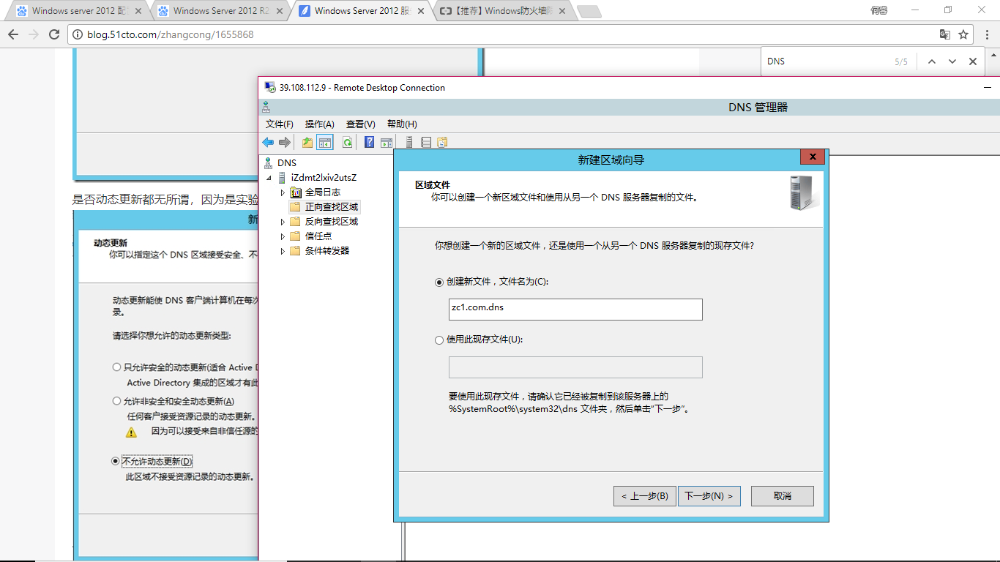 Windows server 2012 配
Windows Server 2012 R2
Windows Server 2012 服
【推荐】Windows防火墙
何睿
blog.51cto.com/zhangcong/1655868
DNS
5/5
39.108.112.9 - Remote Desktop Connection
DNS 管理器
文件(F) 操作(A) 查看(V) 帮助(H)
DNS
iZdmt2lxiv2utsZ
全局日志
正向查找区域
反向查找区域
信任点
条件转发器
新建区域向导
区域文件
你可以创建一个新区域文件和使用从另一个 DNS 服务器复制的文件。
你想创建一个新的区域文件，还是使用一个从另一个 DNS 服务器复制的现存文件?
创建新文件，文件名为(C):
zc1.com.dns
使用此现存文件(U):
要使用此现存文件，请确认它已经被复制到该服务器上的
%SystemRoot%\system32\dns 文件夹，然后单击“下一步”。
< 上一步(B) 下一步(N) > 取消
是否动态更新都无所谓，因为是实验
新
动态更新
你可以指定这个 DNS 区域接受安全、不
动态更新能使 DNS 客户端计算机在每次
录。
请选择你想允许的动态更新类型:
只允许安全的动态更新(适合 Active D
Active Directory 集成的区域才有此
允许非安全和安全动态更新(A)
任何客户接受资源记录的动态更新。
因为可以接受来自非信任源的
不允许动态更新(D)
此区域不接受资源记录的动态更新。